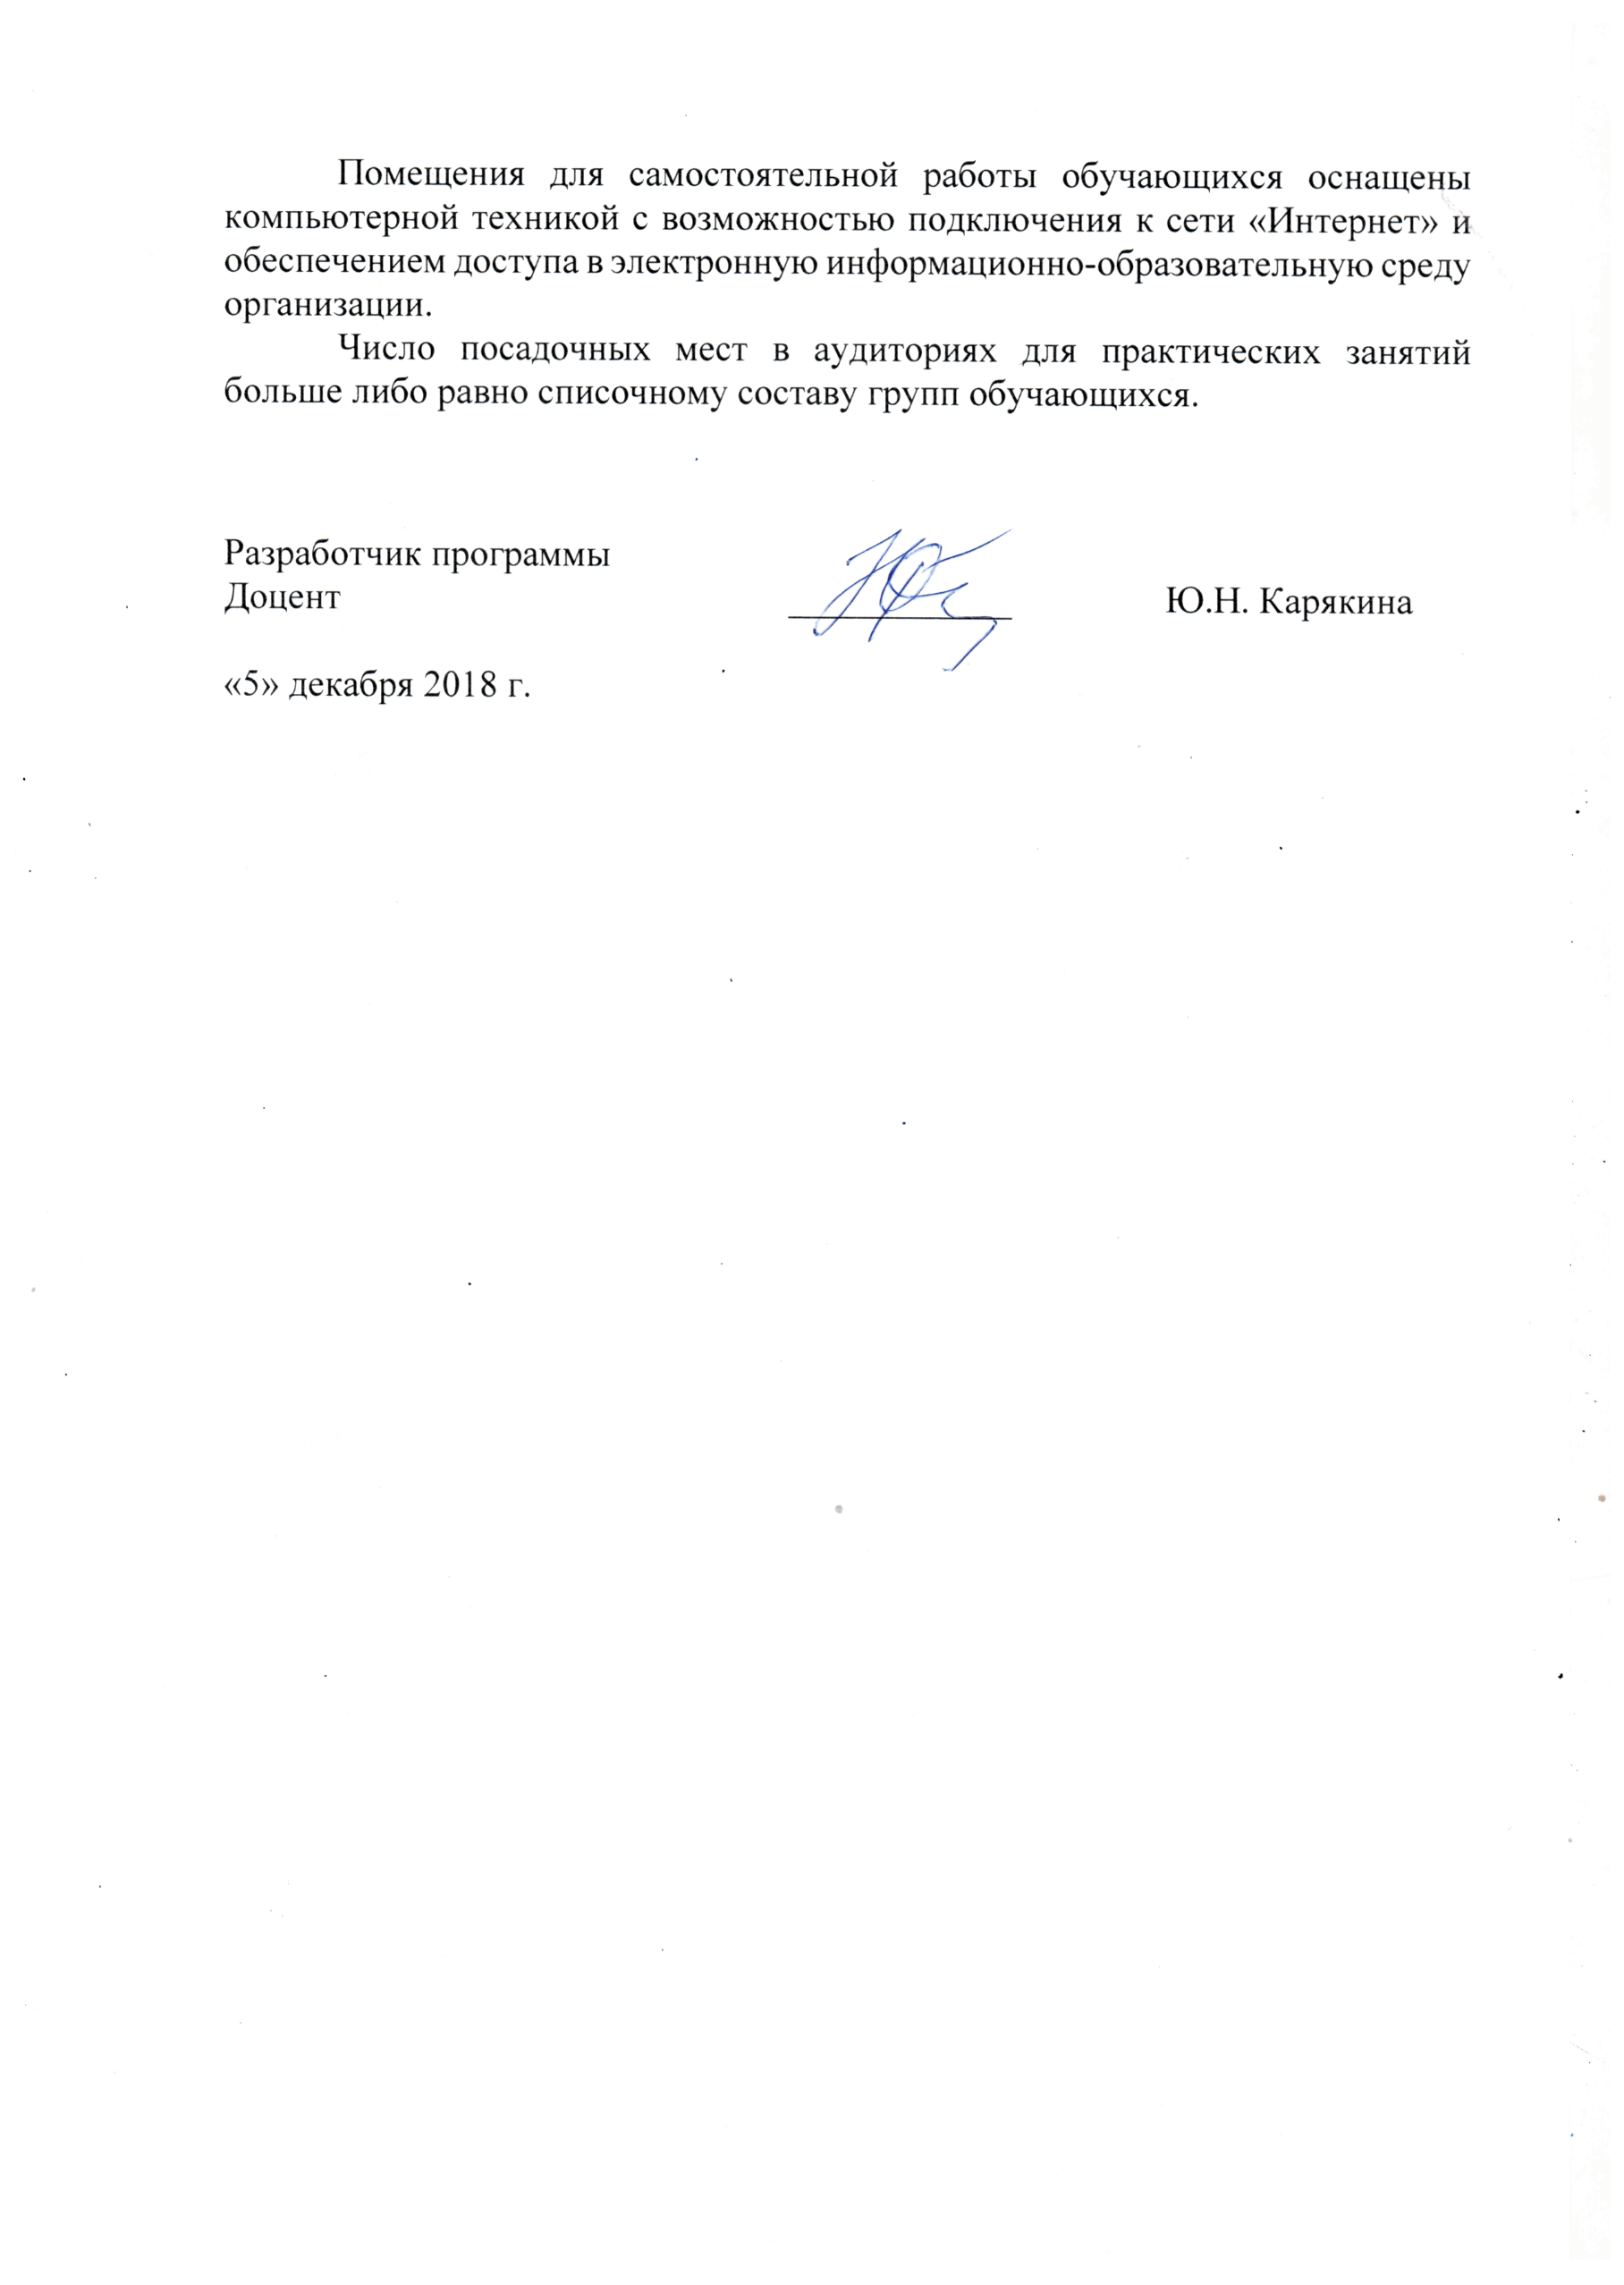 Помещения для самостоятельной работы обучающихся оснащены
компьютерной техникой с возможностью подключения к сети «Интернет» и
обеспечением доступа в электронную информационно-образовательную среду
организации.
Число посадочных мест в аудиториях для практических занятий
больше либо равно списочному составу групп обучающихся.
Разработчик программы
Доцент Ю.Н. Карякина
«5» декабря 2018 г.